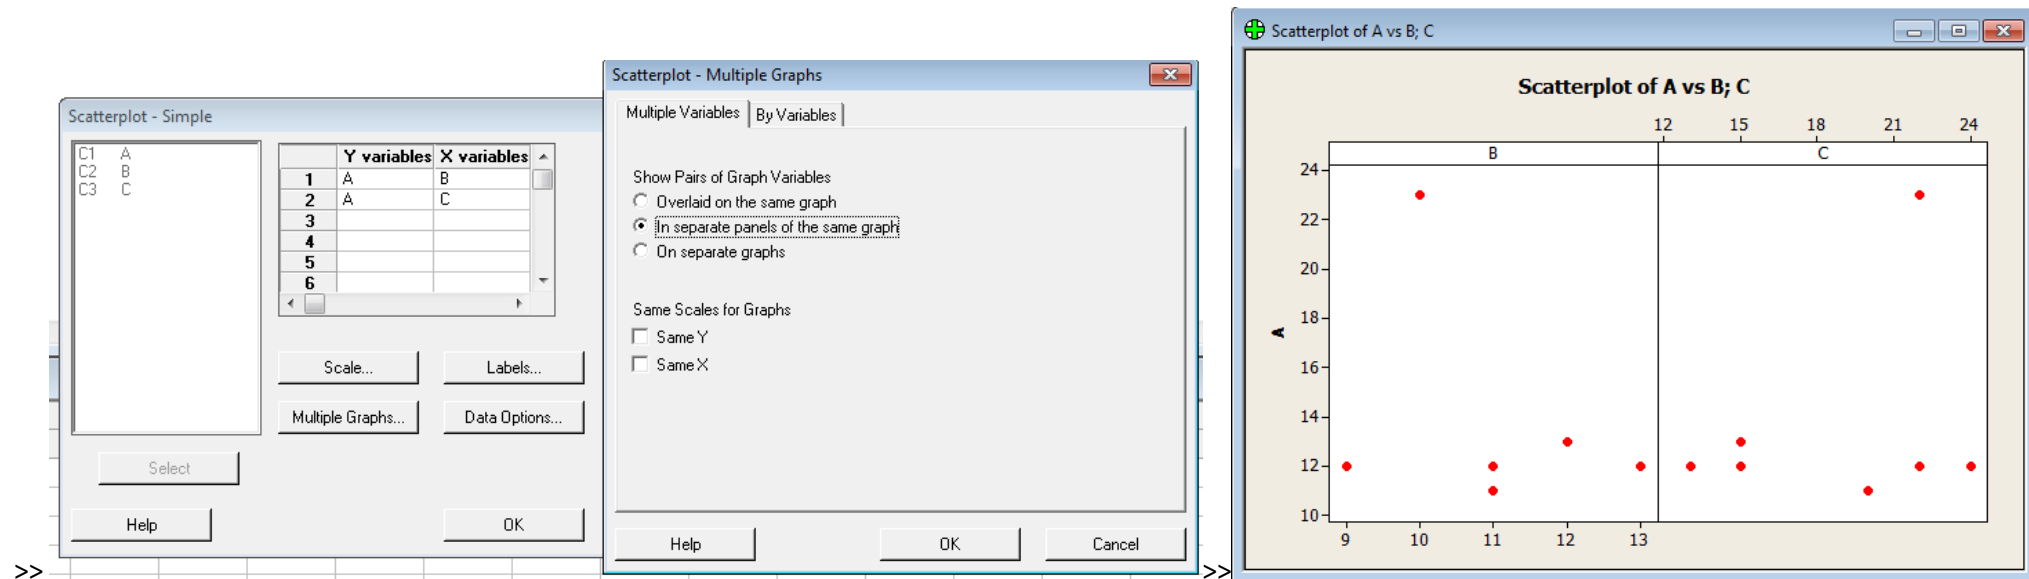 >>
Scatterplot - Simple
C1 A
C2 B
C3 C
Y variables X variables
1 A B
2 A C
3
4
5
6
Scale... Labels...
Multiple Graphs... Data Options...
Select
Help OK
Scatterplot - Multiple Graphs
Multiple Variables By Variables
Show Pairs of Graph Variables
Overlaid on the same graph
In separate panels of the same graph
On separate graphs
Same Scales for Graphs
Same Y
Same X
Help OK Cancel
>>
Scatterplot of A vs B; C
Scatterplot of A vs B; C
12 15 18 21 24
B C
24
22
20
18
A
16
14
12
10
9 10 11 12 13